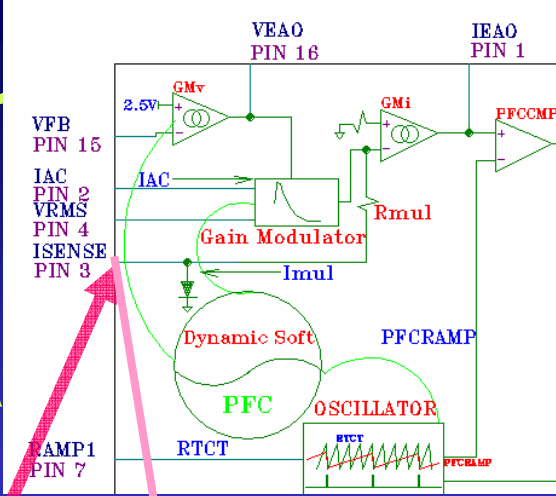 VEAO
PIN 16
IEAO
PIN 1
GMv
2.5V
+
-
VFB
PIN 15
GMi
+
-
PFCCMP
+
-
IAC
PIN 2
IAC
VRMS
PIN 4
Gain Modulator
Rmul
ISENSE
PIN 3
Imul
Dynamic Soft
PFC
PFCRAMP
OSCILLATOR
RAMP1
PIN 7
RTCT
RTCT
PFCRAMP